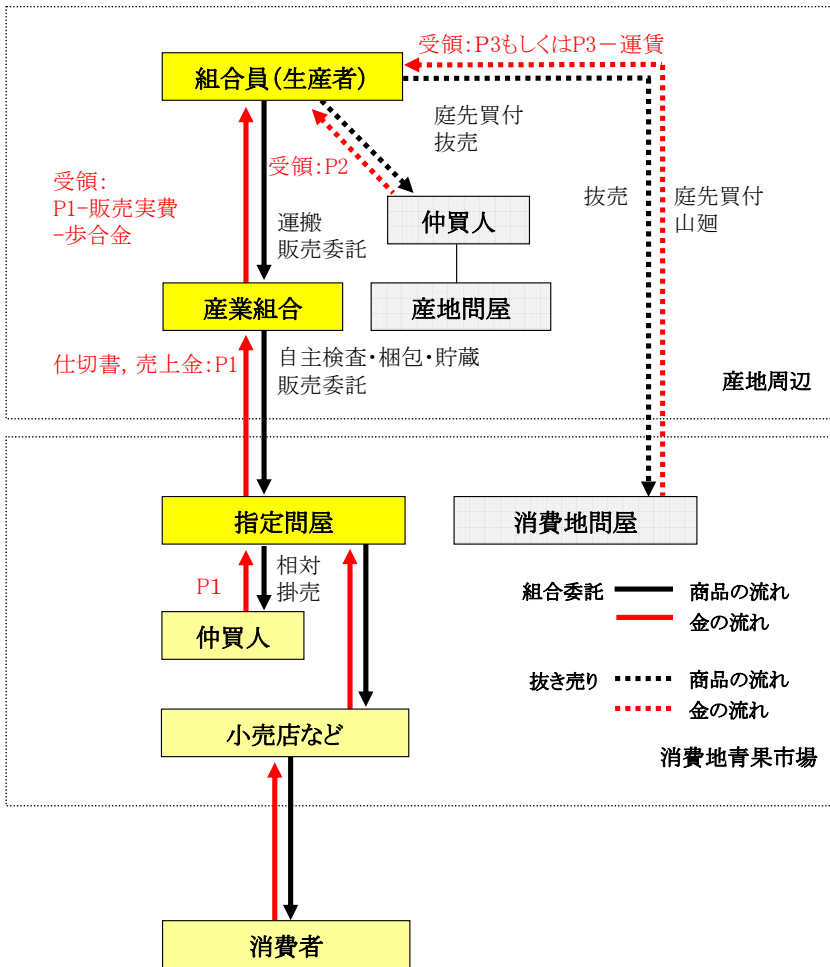 受領：P3もしくはP3－運賃
組合員（生産者）
庭先買付
抜売
受領：P2
受領：
P1-販売実費
-歩合金
抜売
庭先買付
山廻
仲買人
運搬
販売委託
産業組合
産地問屋
仕切書，売上金：P1
自主検査・梱包・貯蔵
販売委託
産地周辺
指定問屋
消費地問屋
P1
相対
掛売
組合委託
商品の流れ
金の流れ
仲買人
抜き売り
商品の流れ
金の流れ
小売店など
消費地青果市場
消費者